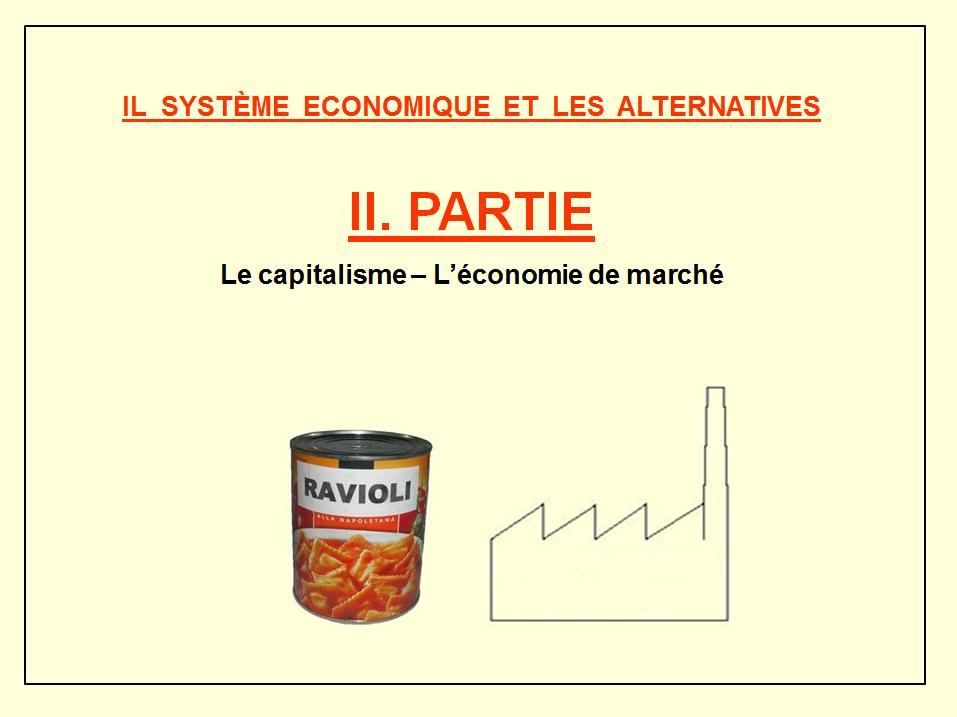 IL SYSTÈME ECONOMIQUE ET LES ALTERNATIVES
II. PARTIE
Le capitalisme – L’économie de marché
RAVIOLI
ALLA NAPOLETANA